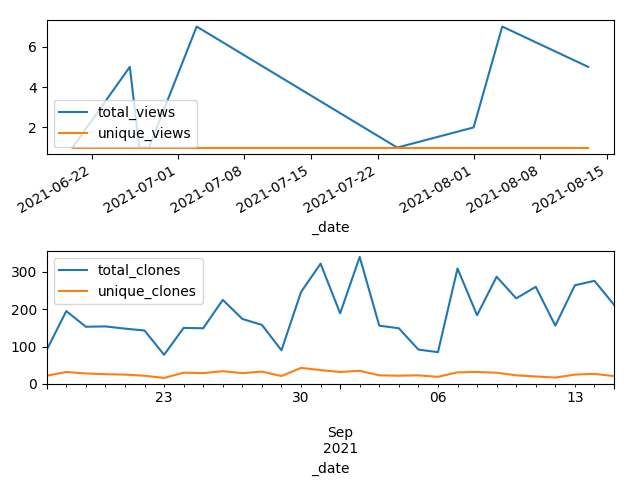 6
4
2
total_views
unique_views
2021-06-22
2021-07-01
2021-07-08
2021-07-15
2021-07-22
2021-08-01
2021-08-08
2021-08-15
_date
300
200
100
0
total_clones
unique_clones
23
30
06
13
Sep
2021
_date